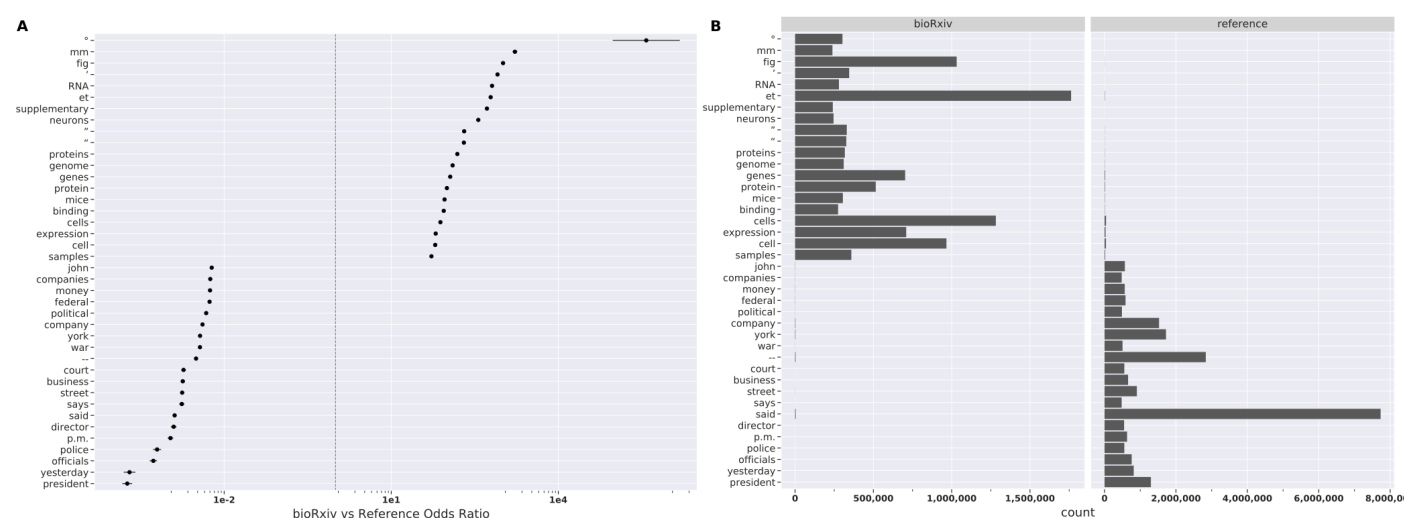 A
°
mm
fig
′
RNA
et
supplementary
neurons
”
“
proteins
genome
genes
protein
mice
binding
cells
expression
cell
samples
john
companies
money
federal
political
company
york
war
--
court
business
street
says
said
director
p.m.
police
officials
yesterday
president
1e-2 1e1 1e4
bioRxiv vs Reference Odds Ratio
B
bioRxiv reference
°
mm
fig
′
RNA
et
supplementary
neurons
”
“
proteins
genome
genes
protein
mice
binding
cells
expression
cell
samples
john
companies
money
federal
political
company
york
war
--
court
business
street
says
said
director
p.m.
police
officials
yesterday
president
0 500,000 1,000,000 1,500,000 0 2,000,000 4,000,000 6,000,000 8,000,0
count